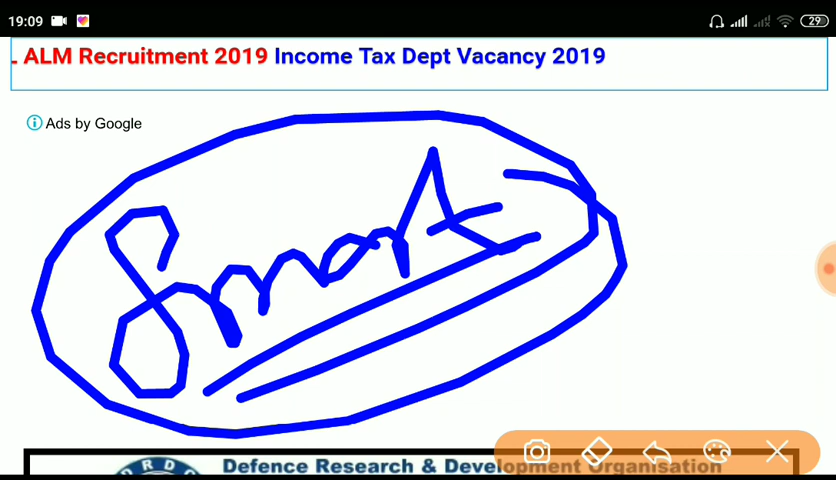 19:09 29
ALM Recruitment 2019 Income Tax Dept Vacancy 2019
Ads by Google
Smart
DRD
Defence Research & Development Organisation